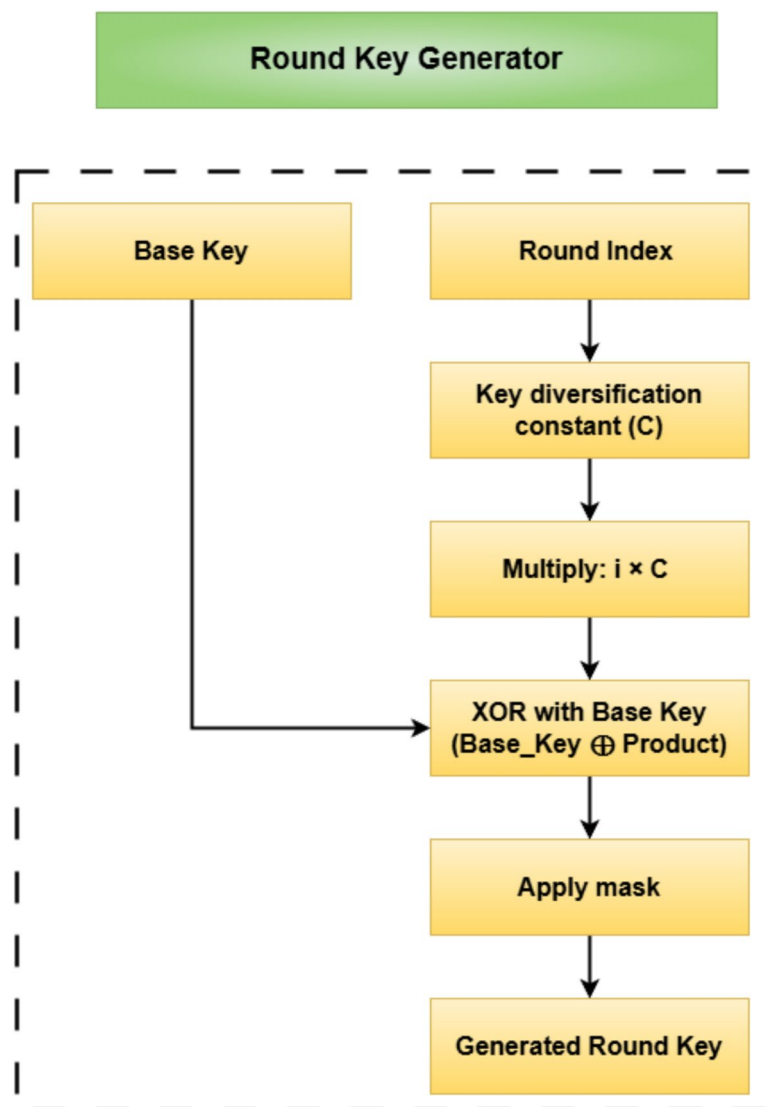 Round Key Generator
Base Key
Round Index
Key diversification
constant (C)
Multiply: i × C
XOR with Base Key
(Base_Key ⊕ Product)
Apply mask
Generated Round Key